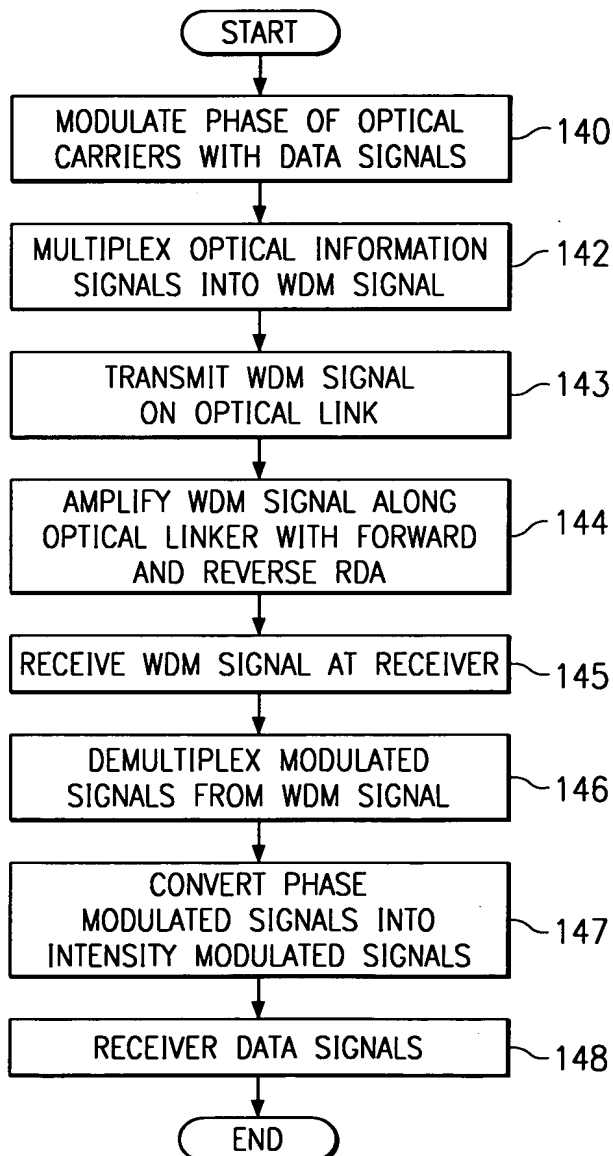 START
MODULATE PHASE OF OPTICAL
CARRIERS WITH DATA SIGNALS
140
MULTIPLEX OPTICAL INFORMATION
SIGNALS INTO WDM SIGNAL
142
TRANSMIT WDM SIGNAL
ON OPTICAL LINK
143
AMPLIFY WDM SIGNAL ALONG
OPTICAL LINKER WITH FORWARD
AND REVERSE RDA
144
RECEIVE WDM SIGNAL AT RECEIVER
145
DEMULTIPLEX MODULATED
SIGNALS FROM WDM SIGNAL
146
CONVERT PHASE
MODULATED SIGNALS INTO
INTENSITY MODULATED SIGNALS
147
RECEIVER DATA SIGNALS
148
END